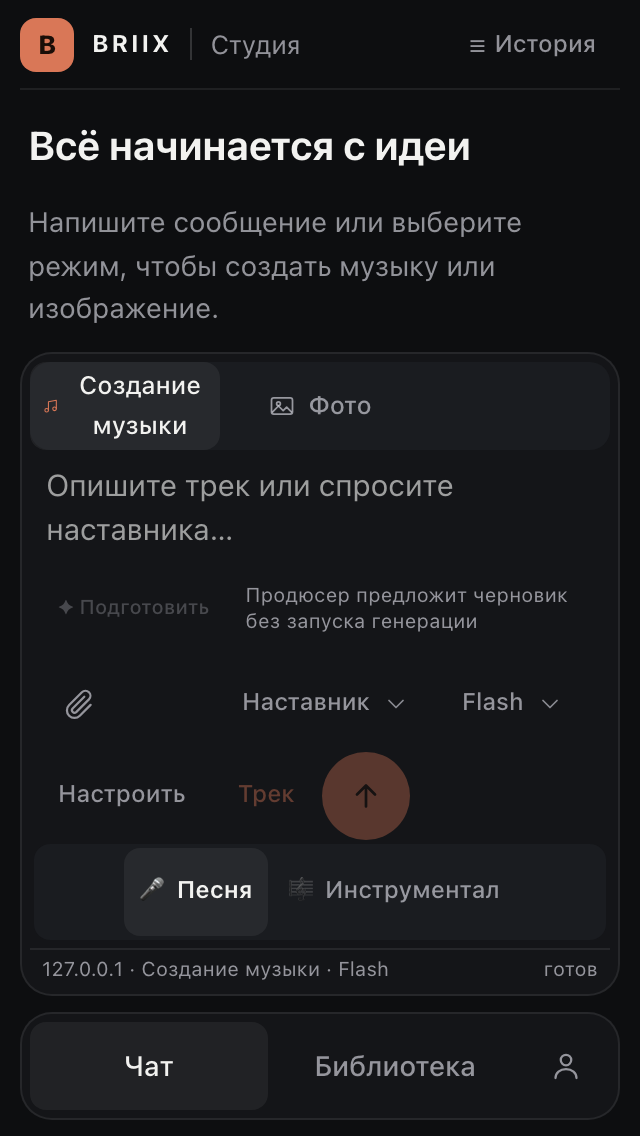 B BRIIX Студия История
Всё начинается с идеи
Напишите сообщение или выберите
режим, чтобы создать музыку или
изображение.
Создание
музыки
Фото
Опишите трек или спросите
наставника...
Подготовить
Продюсер предложит черновик
без запуска генерации
Наставник Flash
Настроить Трек
Песня Инструментал
127.0.0.1 · Создание музыки · Flash готов
Чат Библиотека